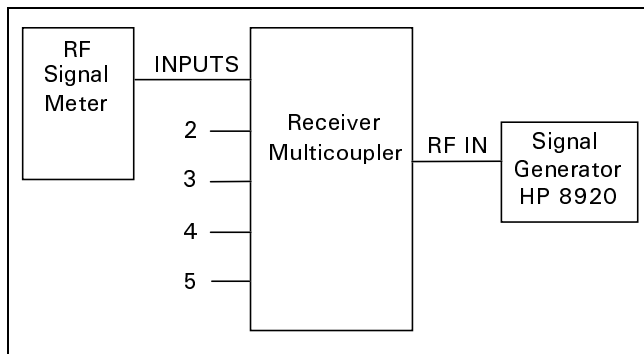 RF
Signal
Meter
INPUTS
2
3
4
5
Receiver
Multicoupler
RF IN
Signal
Generator
HP 8920